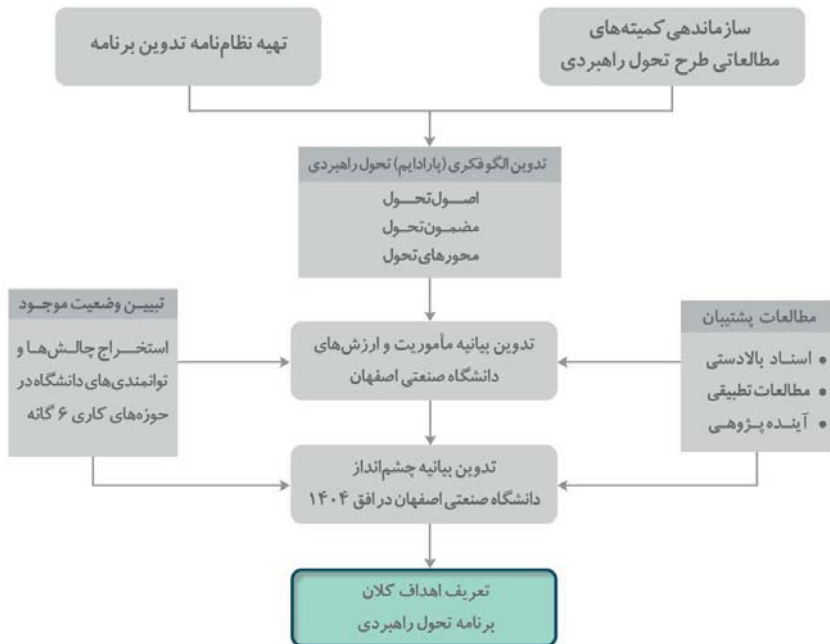 سازماندهی کمیته‌های
مطالعاتی طرح تحول راهبردی
تهیه نظام‌نامه تدوین برنامه
تدوین الگو فکری (پارادایم) تحول راهبردی
اصول تحول
مضمون تحول
محورهای تحول
مطالعات پشتیبان
• اسناد بالادستی
• مطالعات تطبیقی
• آینده پژوهی
تدوین بیانیه مأموریت و ارزش‌های
دانشگاه صنعتی اصفهان
تبیین وضعیت موجود
استخراج چالش‌ها و
توانمندی‌های دانشگاه در
حوزه‌های کاری ۶ گانه
تدوین بیانیه چشم‌انداز
دانشگاه صنعتی اصفهان در افق ۱۴۰۴
تعریف اهداف کلان
برنامه تحول راهبردی